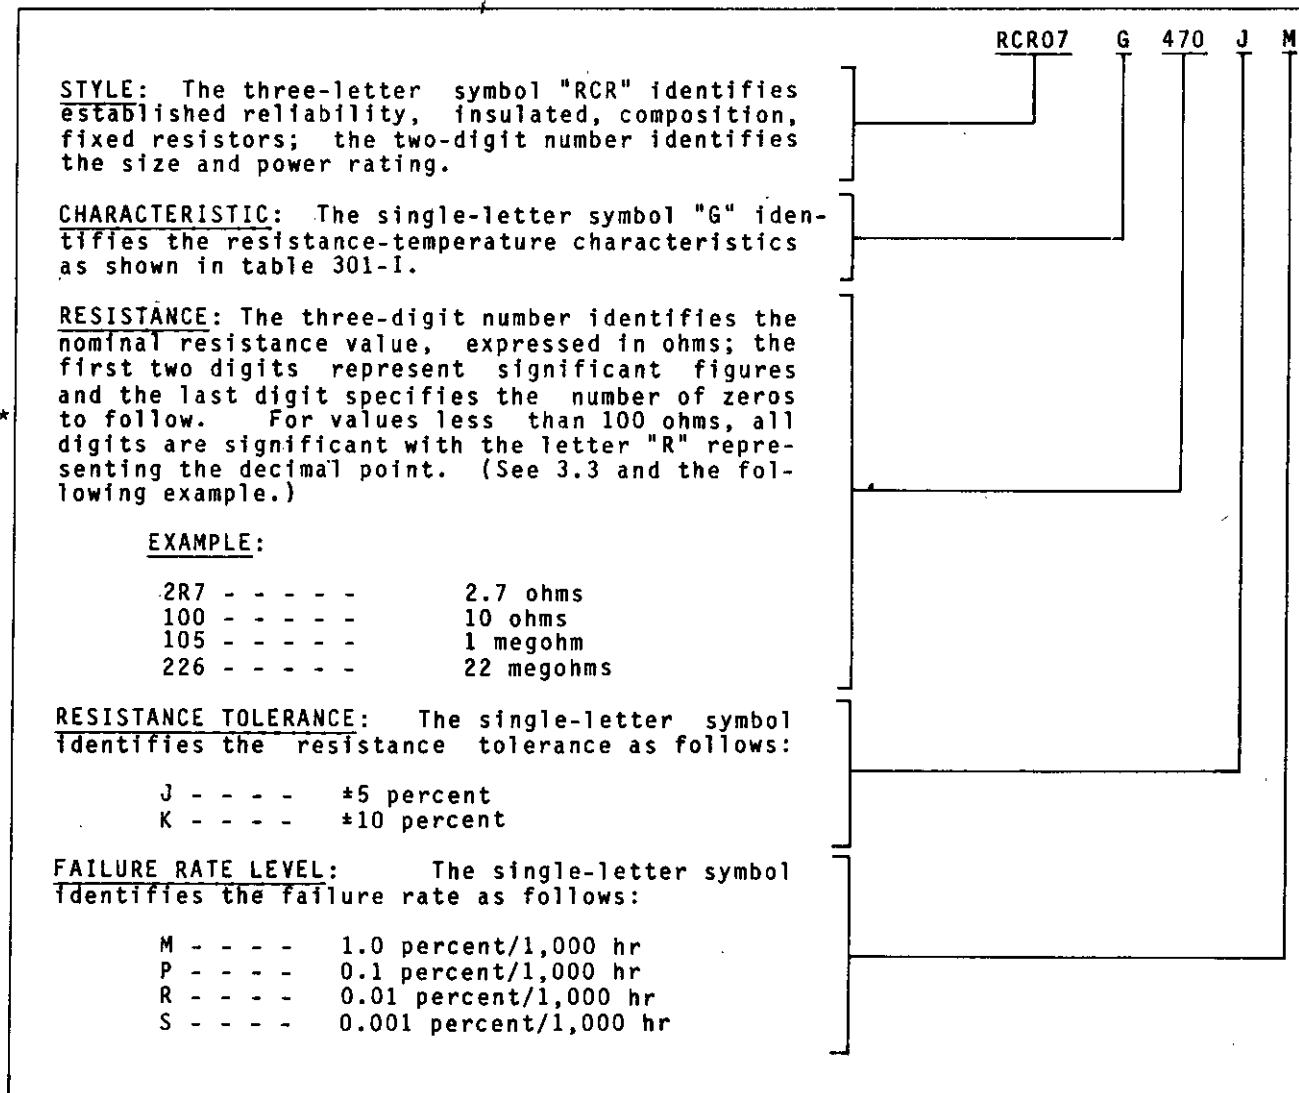 RCR07 G 470 J M
STYLE: The three-letter symbol "RCR" identifies
established reliability, insulated, composition,
fixed resistors; the two-digit number identifies
the size and power rating.
CHARACTERISTIC: The single-letter symbol "G" iden-
tifies the resistance-temperature characteristics
as shown in table 301-I.
RESISTANCE: The three-digit number identifies the
nominal resistance value, expressed in ohms; the
first two digits represent significant figures
and the last digit specifies the number of zeros
* to follow. For values less than 100 ohms, all
digits are significant with the letter "R" repre-
senting the decimal point. (See 3.3 and the fol-
lowing example.)
EXAMPLE:
2R7 - - - - - 2.7 ohms
100 - - - - - 10 ohms
105 - - - - - 1 megohm
226 - - - - - 22 megohms
RESISTANCE TOLERANCE: The single-letter symbol
identifies the resistance tolerance as follows:
J - - - - ±5 percent
K - - - - ±10 percent
FAILURE RATE LEVEL: The single-letter symbol
identifies the failure rate as follows:
M - - - - 1.0 percent/1,000 hr
P - - - - 0.1 percent/1,000 hr
R - - - - 0.01 percent/1,000 hr
S - - - - 0.001 percent/1,000 hr